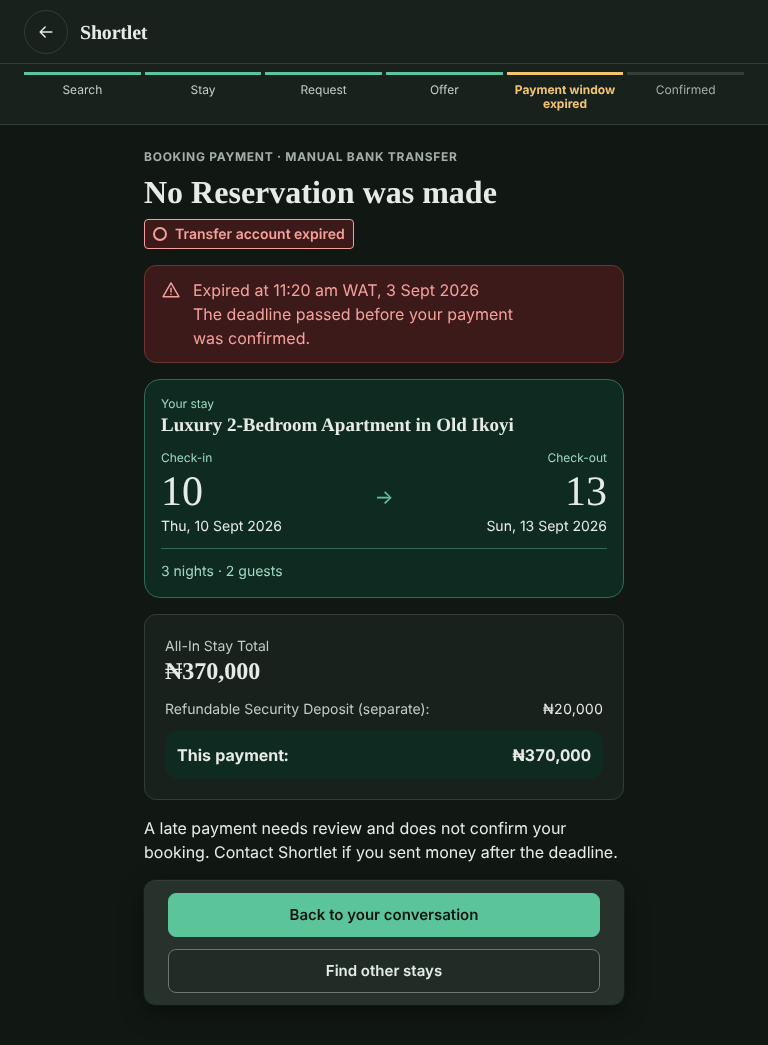 Shortlet
Search
Stay
Request
Offer
Payment window
expired
Confirmed
BOOKING PAYMENT · MANUAL BANK TRANSFER
No Reservation was made
Transfer account expired
Expired at 11:20 am WAT, 3 Sept 2026
The deadline passed before your payment
was confirmed.
Your stay
Luxury 2-Bedroom Apartment in Old Ikoyi
Check-in
Check-out
10
→
13
Thu, 10 Sept 2026
Sun, 13 Sept 2026
3 nights · 2 guests
All-In Stay Total
₦370,000
Refundable Security Deposit (separate):
₦20,000
This payment:
₦370,000
A late payment needs review and does not confirm your
booking. Contact Shortlet if you sent money after the deadline.
Back to your conversation
Find other stays